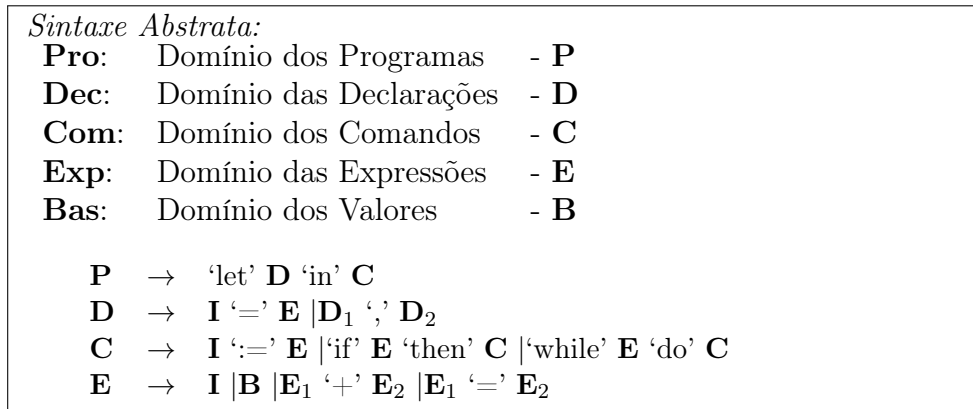 Sintaxe Abstrata:
Pro: Domínio dos Programas - P
Dec: Domínio das Declarações - D
Com: Domínio dos Comandos - C
Exp: Domínio das Expressões - E
Bas: Domínio dos Valores - B
P → ‘let’ D ‘in’ C
D → I ‘=’ E |D₁ ‘,’ D₂
C → I ‘:=’ E |‘if’ E ‘then’ C |‘while’ E ‘do’ C
E → I |B |E₁ ‘+’ E₂ |E₁ ‘=’ E₂